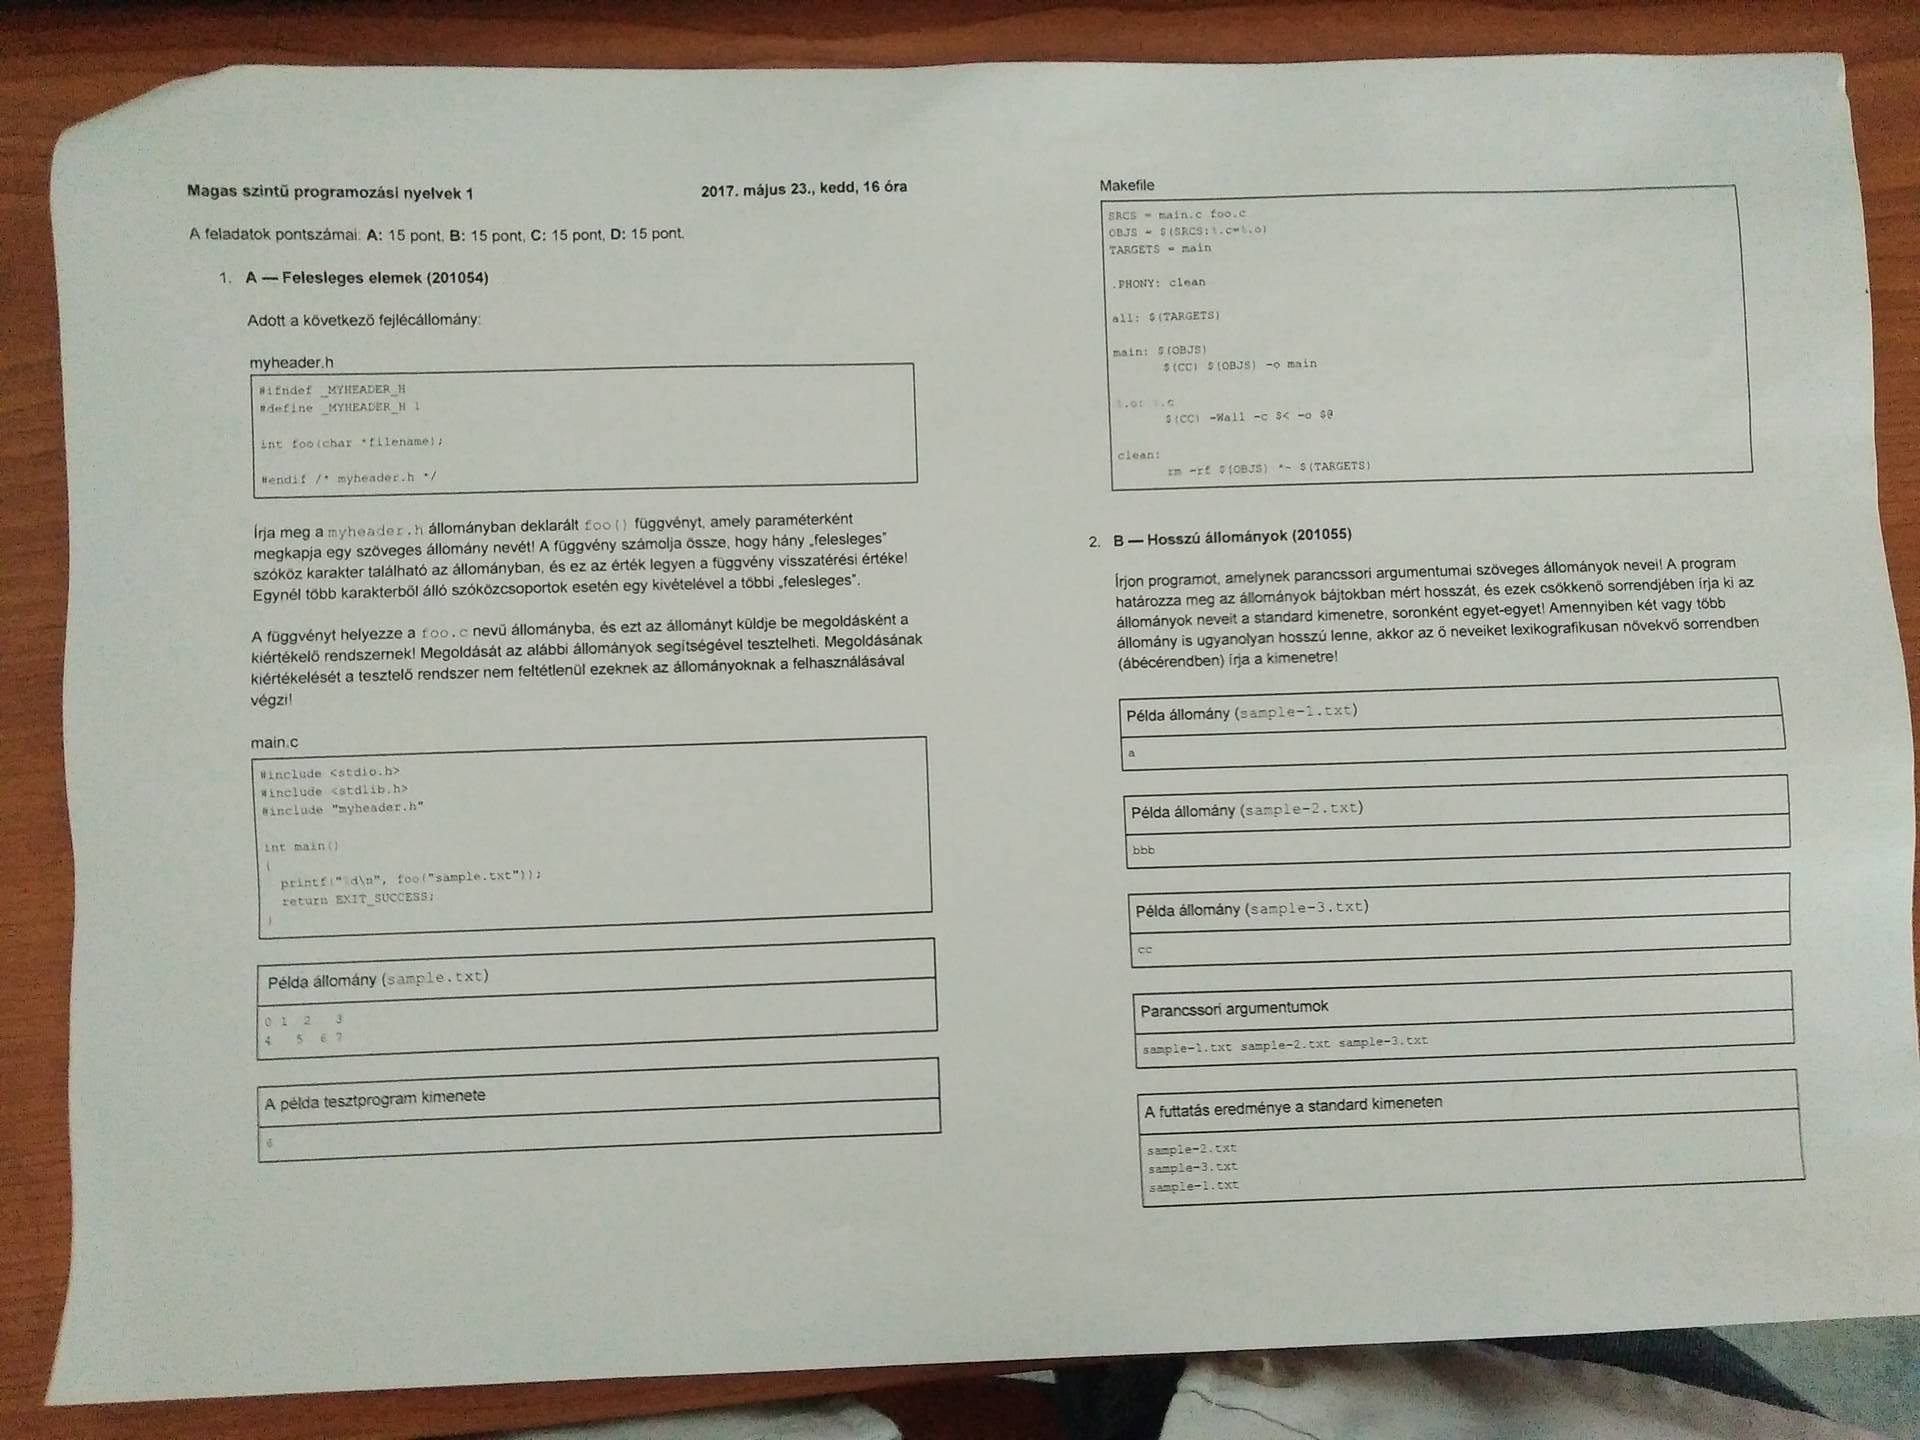 Magas szintű programozási nyelvek 1
2017. május 23., kedd, 16 óra
A feladatok pontszámai: A: 15 pont, B: 15 pont, C: 15 pont, D: 15 pont.
1. A — Felesleges elemek (201054)
Adott a következő fejlécállomány:
myheader.h
#ifndef _MYHEADER_H
#define _MYHEADER_H 1
int foo(char *filename);
#endif /* myheader.h */
Írja meg a myheader.h állományban deklarált foo() függvényt, amely paraméterként
megkapja egy szöveges állomány nevét! A függvény számolja össze, hogy hány „felesleges”
szóköz karakter található az állományban, és ez az érték legyen a függvény visszatérési értéke!
Egynél több karakterből álló szóközcsoportok esetén egy kivételével a többi „felesleges”.
A függvényt helyezze a foo.c nevű állományba, és ezt az állományt küldje be megoldásként a
kiértékelő rendszernek! Megoldását az alábbi állományok segítségével tesztelheti. Megoldásának
kiértékelését a tesztelő rendszer nem feltétlenül ezeknek az állományoknak a felhasználásával
végzi!
main.c
#include <stdio.h>
#include <stdlib.h>
#include "myheader.h"
int main()
{
printf("%d\n", foo("sample.txt"));
return EXIT_SUCCESS;
}
Példa állomány (sample.txt)
0 1  2   3
4   5  6 7
A példa tesztprogram kimenete
6
Makefile
SRCS = main.c foo.c
OBJS = $(SRCS:%.c=%.o)
TARGETS = main
.PHONY: clean
all: $(TARGETS)
main: $(OBJS)
$(CC) $(OBJS) -o main
%.o: %.c
$(CC) -Wall -c $< -o $@
clean:
rm -rf $(OBJS) *~ $(TARGETS)
2. B — Hosszú állományok (201055)
Írjon programot, amelynek parancssori argumentumai szöveges állományok nevei! A program
határozza meg az állományok bájtokban mért hosszát, és ezek csökkenő sorrendjében írja ki az
állományok neveit a standard kimenetre, soronként egyet-egyet! Amennyiben két vagy több
állomány is ugyanolyan hosszú lenne, akkor az ő neveiket lexikografikusan növekvő sorrendben
(ábécérendben) írja a kimenetre!
Példa állomány (sample-1.txt)
a
Példa állomány (sample-2.txt)
bbb
Példa állomány (sample-3.txt)
cc
Parancssori argumentumok
sample-1.txt sample-2.txt sample-3.txt
A futtatás eredménye a standard kimeneten
sample-2.txt
sample-3.txt
sample-1.txt